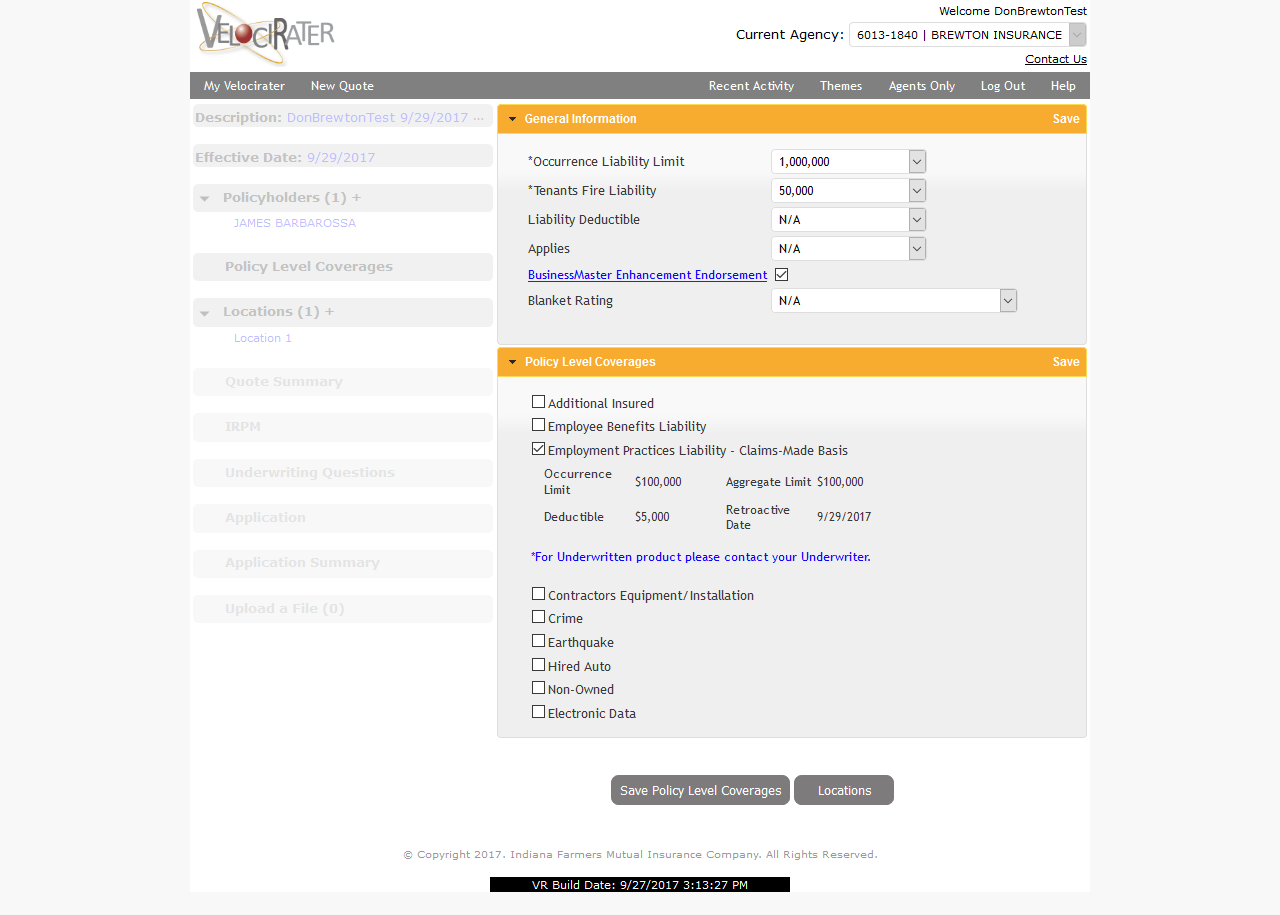 VELOCIRATER
Welcome DonBrewtonTest
Current Agency: 6013-1840 | BREWTON INSURANCE
Contact Us
My Velocirater New Quote Recent Activity Themes Agents Only Log Out Help
Description: DonBrewtonTest 9/29/2017 ...
Effective Date: 9/29/2017
Policyholders (1) +
JAMES BARBAROSSA
Policy Level Coverages
Locations (1) +
Location 1
Quote Summary
IRPM
Underwriting Questions
Application
Application Summary
Upload a File (0)
General Information Save
*Occurrence Liability Limit 1,000,000
*Tenants Fire Liability 50,000
Liability Deductible N/A
Applies N/A
BusinessMaster Enhancement Endorsement
Blanket Rating N/A
Policy Level Coverages Save
Additional Insured
Employee Benefits Liability
Employment Practices Liability - Claims-Made Basis
Occurrence Limit $100,000 Aggregate Limit $100,000
Deductible $5,000 Retroactive Date 9/29/2017
*For Underwritten product please contact your Underwriter.
Contractors Equipment/Installation
Crime
Earthquake
Hired Auto
Non-Owned
Electronic Data
Save Policy Level Coverages Locations
© Copyright 2017. Indiana Farmers Mutual Insurance Company. All Rights Reserved.
VR Build Date: 9/27/2017 3:13:27 PM